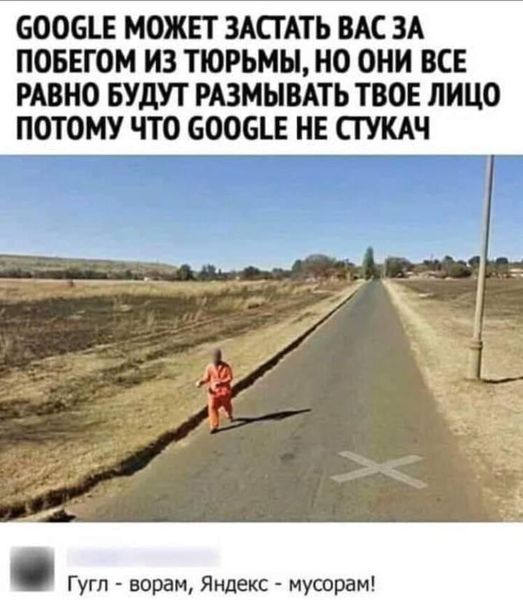 GOOGLE МОЖЕТ ЗАСТАТЬ ВАС ЗА
ПОБЕГОМ ИЗ ТЮРЬМЫ, НО ОНИ ВСЕ
РАВНО БУДУТ РАЗМЫВАТЬ ТВОЕ ЛИЦО
ПОТОМУ ЧТО GOOGLE НЕ СТУКАЧ
Гугл - ворам, Яндекс - мусорам!